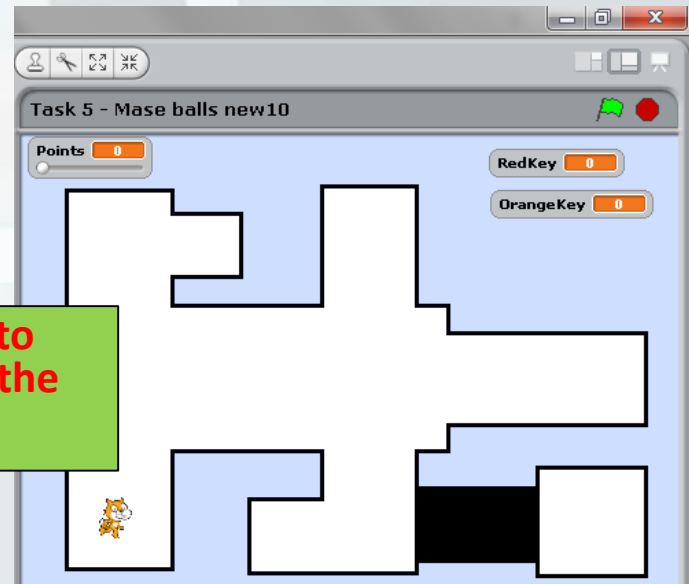 Task 5 - Mase balls new10
Points 0
RedKey 0
OrangeKey 0
to
the